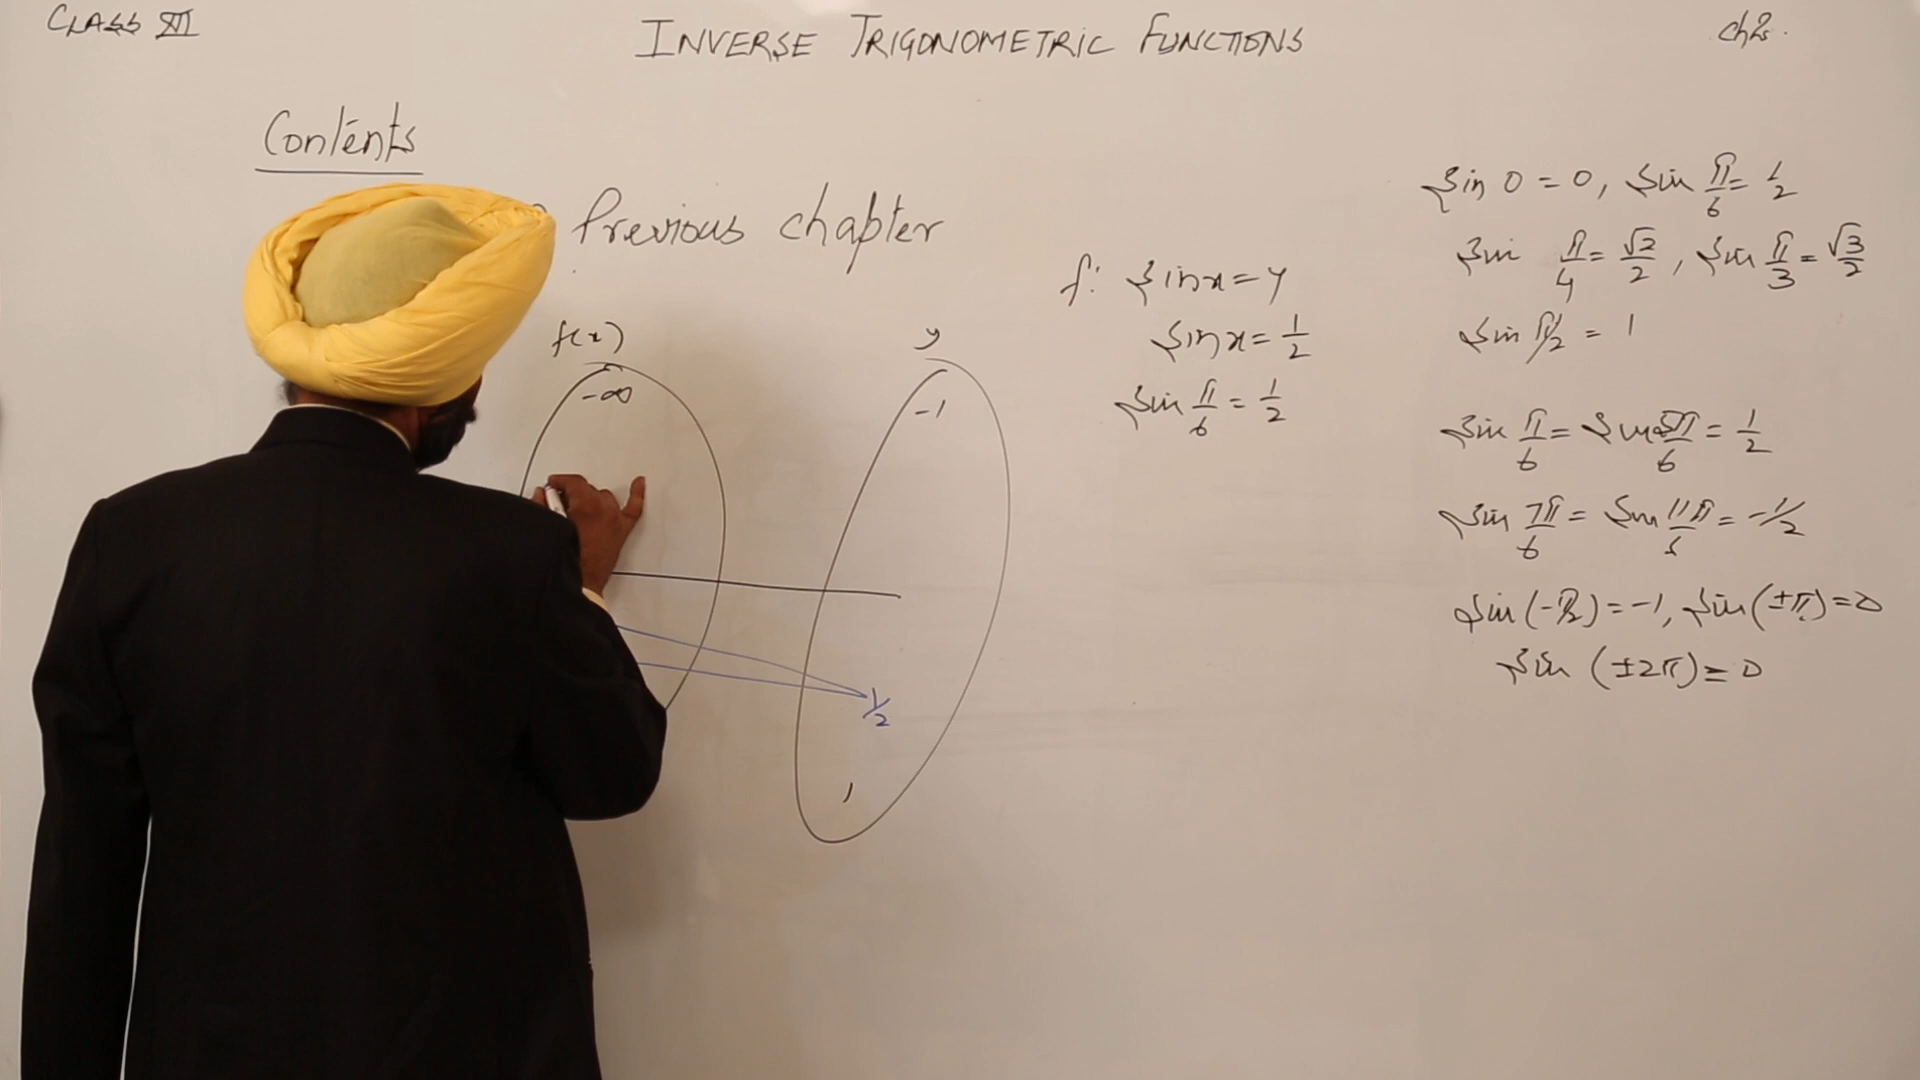 CLASS XII
INVERSE TRIGONOMETRIC FUNCTIONS
Ch 2.
Contents
Previous chapter
f(x)
-∞
y
-1
1/2
1
f: Sin x = y
Sin x = 1/2
Sin π/6 = 1/2
Sin 0 = 0, Sin π/6 = 1/2
Sin π/4 = √2/2, Sin π/3 = √3/2
Sin π/2 = 1
Sin π/6 = Sin 5π/6 = 1/2
Sin 7π/6 = Sin 11π/6 = -1/2
Sin (-π/2) = -1, Sin (±π) = 0
Sin (±2π) = 0